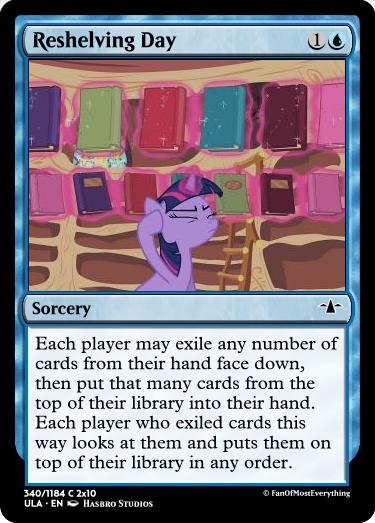 Reshelving Day 1
Sorcery
Each player may exile any number of
cards from their hand face down,
then put that many cards from the
top of their library into their hand.
Each player who exiled cards this
way looks at them and puts them on
top of their library in any order.
340/1184 C 2x10
ULA • EN HASBRO STUDIOS
© FanOfMostEverything